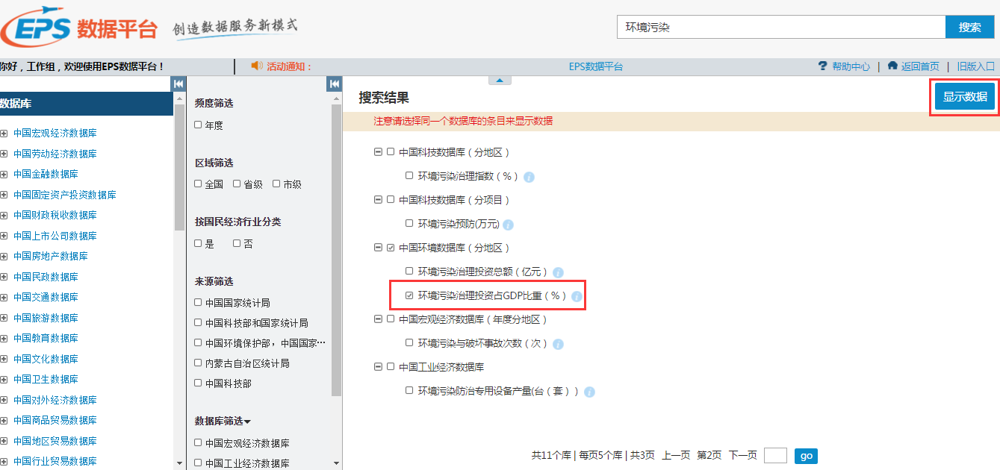 EPS 数据平台 创造数据服务新模式
环境污染 搜索
你好，工作组，欢迎使用EPS数据平台！ 活动通知： EPS数据平台 ? 帮助中心 | 返回首页 | 旧版入口
数据库
中国宏观经济数据库
中国劳动经济数据库
中国金融数据库
中国固定资产投资数据库
中国财政税收数据库
中国上市公司数据库
中国房地产数据库
中国民政数据库
中国交通数据库
中国旅游数据库
中国教育数据库
中国文化数据库
中国卫生数据库
中国对外经济数据库
中国商品贸易数据库
中国地区贸易数据库
中国行业贸易数据库
频度筛选
年度
区域筛选
全国 省级 市级
按国民经济行业分类
是 否
来源筛选
中国国家统计局
中国科技部和国家统计局
中国环境保护部，中国国家…
内蒙古自治区统计局
中国科技部
数据库筛选
中国宏观经济数据库
中国工业经济数据库
搜索结果 显示数据
注意请选择同一个数据库的条目来显示数据
中国科技数据库（分地区）
环境污染治理指数（%） i
中国科技数据库（分项目）
环境污染预防(万元) i
中国环境数据库（分地区）
环境污染治理投资总额（亿元） i
环境污染治理投资占GDP比重（%） i
中国宏观经济数据库（年度分地区）
环境污染与破坏事故次数（次） i
中国工业经济数据库
环境污染防治专用设备产量(台（套）） i
共11个库| 每页5个库| 共3页 上一页 第2页 下一页 go